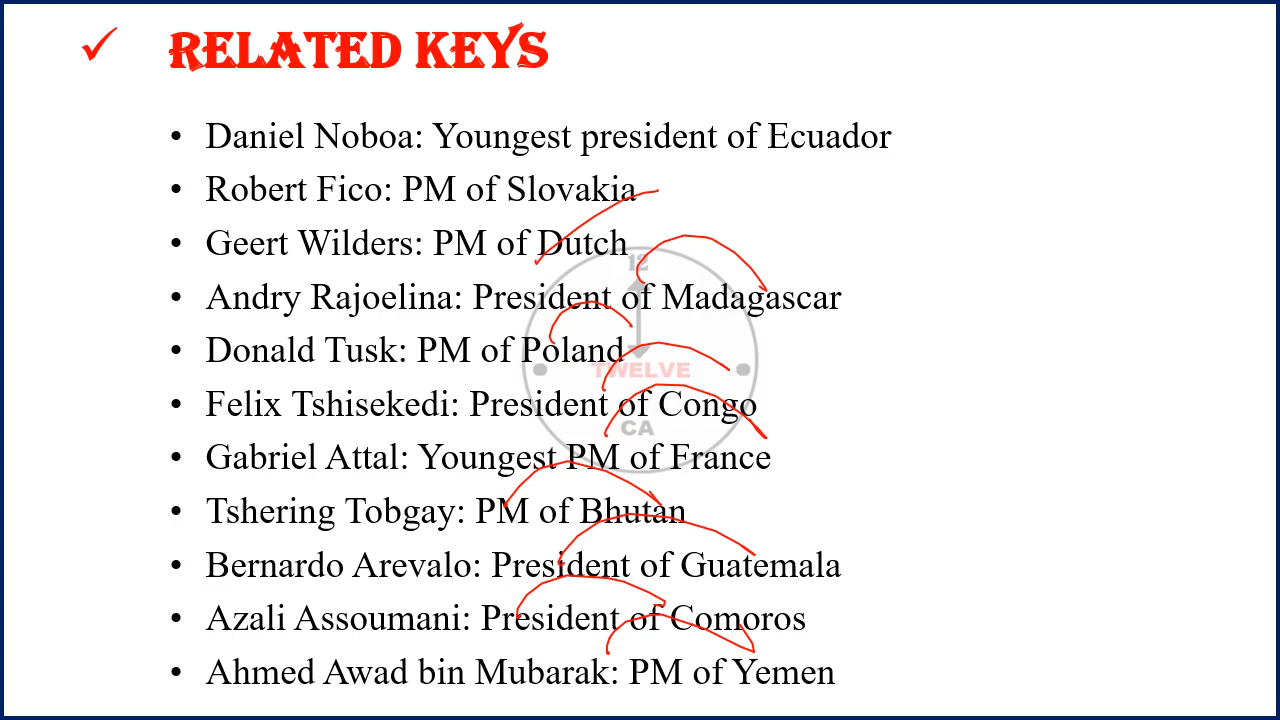 ✓ RELATED KEYS
• Daniel Noboa: Youngest president of Ecuador
• Robert Fico: PM of Slovakia
• Geert Wilders: PM of Dutch
12
• Andry Rajoelina: President of Madagascar
• Donald Tusk: PM of Poland
TWELVE
• Felix Tshisekedi: President of Congo
CA
• Gabriel Attal: Youngest PM of France
• Tshering Tobgay: PM of Bhutan
• Bernardo Arevalo: President of Guatemala
• Azali Assoumani: President of Comoros
• Ahmed Awad bin Mubarak: PM of Yemen